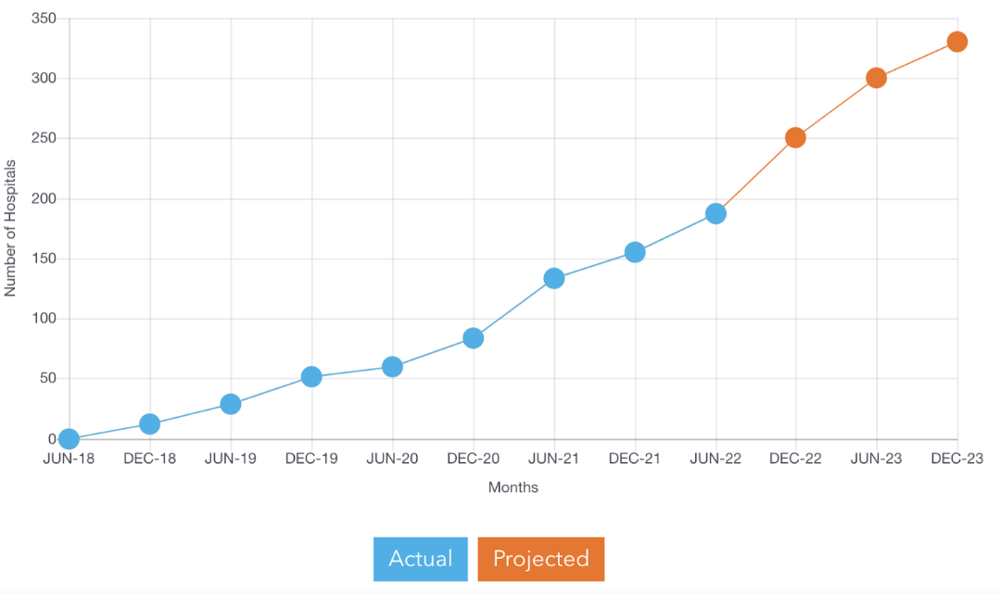 350
300
250
200
150
100
50
0
Number of Hospitals
JUN-18 DEC-18 JUN-19 DEC-19 JUN-20 DEC-20 JUN-21 DEC-21 JUN-22 DEC-22 JUN-23 DEC-23
Months
Actual Projected